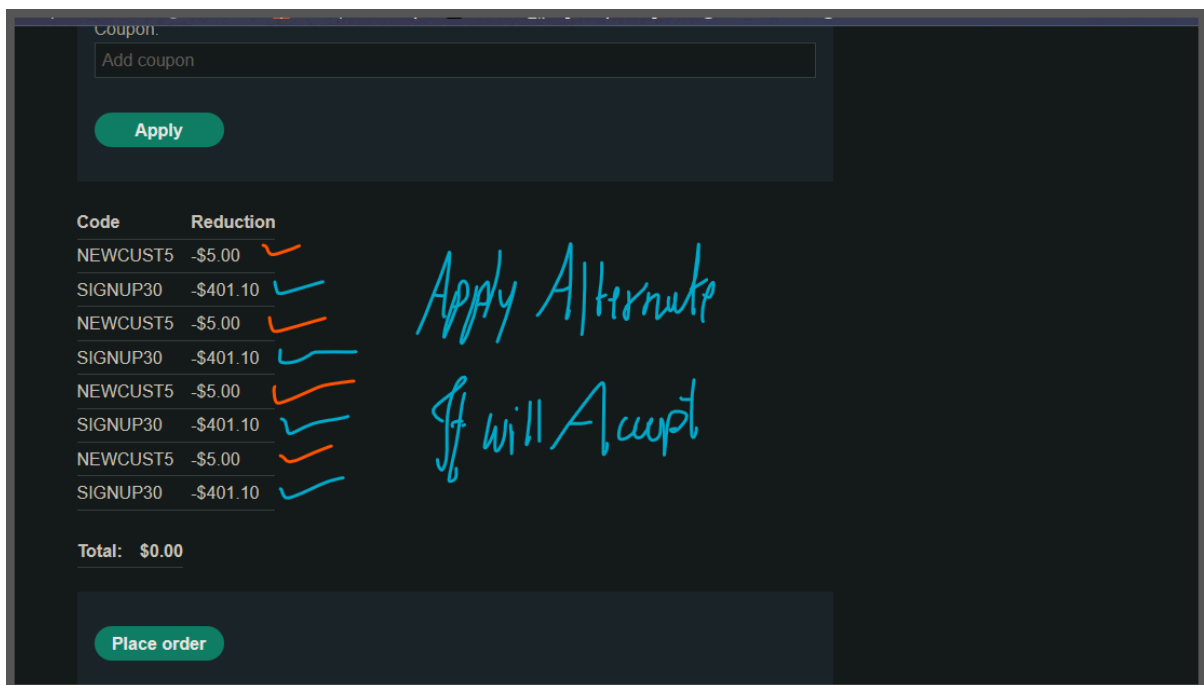 Coupon:
Add coupon
Apply
Code Reduction
NEWCUST5 -$5.00
SIGNUP30 -$401.10
NEWCUST5 -$5.00
SIGNUP30 -$401.10
NEWCUST5 -$5.00
SIGNUP30 -$401.10
NEWCUST5 -$5.00
SIGNUP30 -$401.10
Apply Alternute
It will Accept
Total: $0.00
Place order